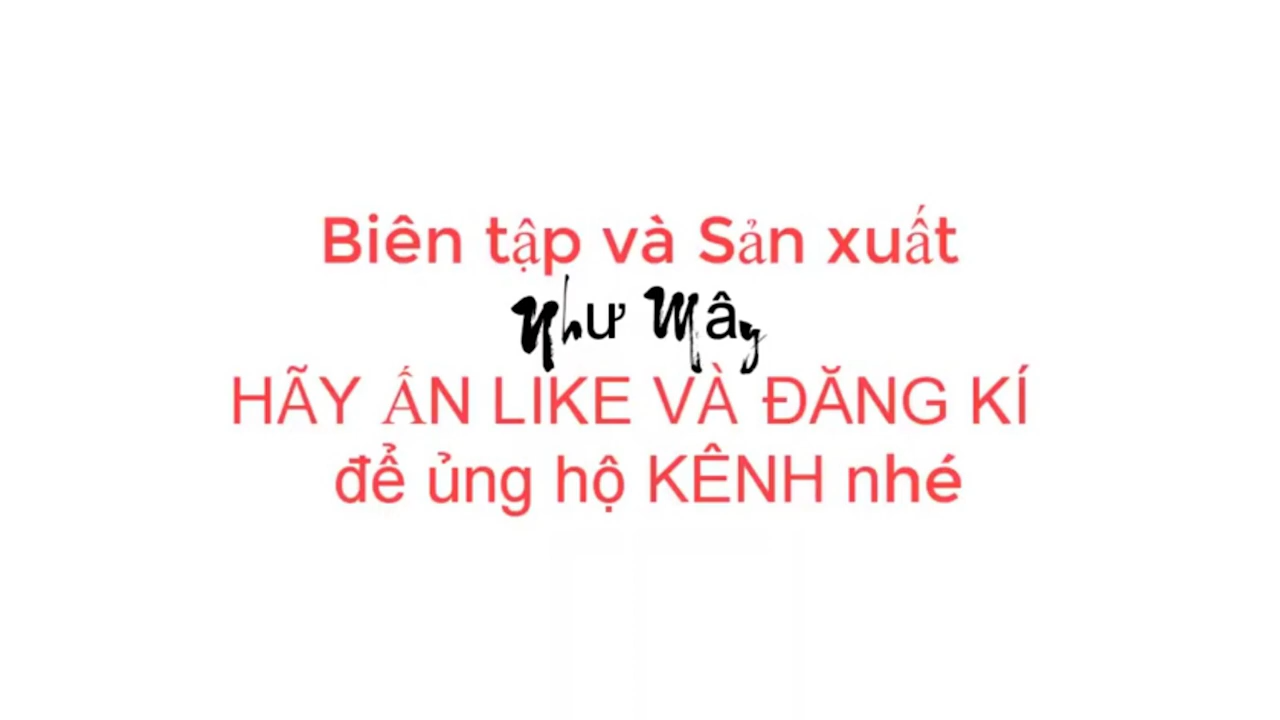 Biên tập và Sản xuất
Như Mây
HÃY ẤN LIKE VÀ ĐĂNG KÍ
để ủng hộ KÊNH nhé